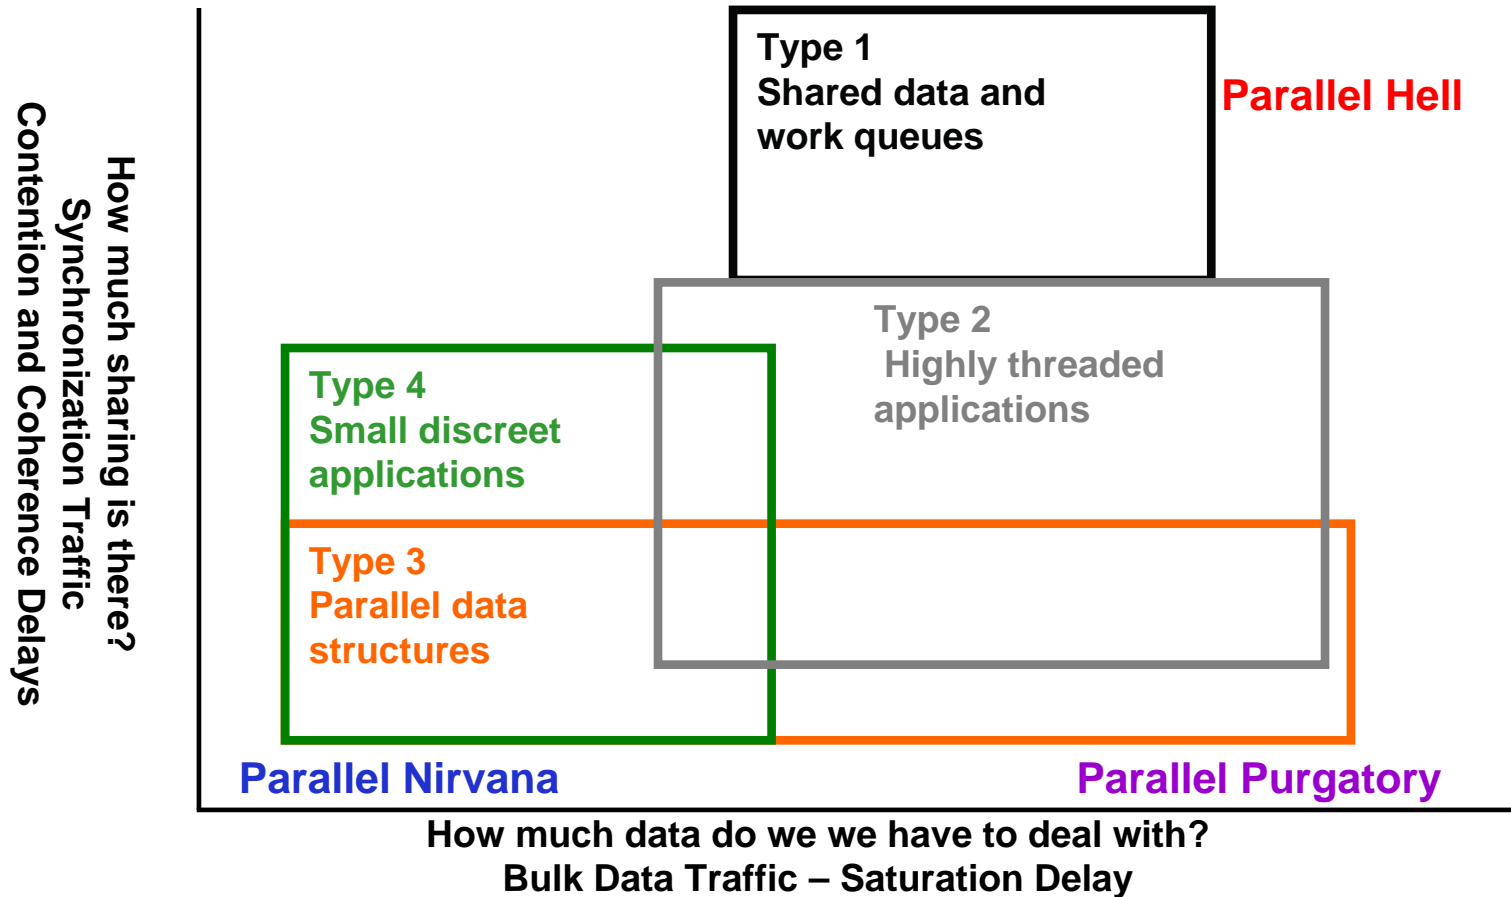 How much sharing is there?
Synchronization Traffic
Contention and Coherence Delays
Type 1
Shared data and
work queues
Parallel Hell
Type 2
Highly threaded
applications
Type 4
Small discreet
applications
Type 3
Parallel data
structures
Parallel Nirvana
Parallel Purgatory
How much data do we we have to deal with?
Bulk Data Traffic – Saturation Delay